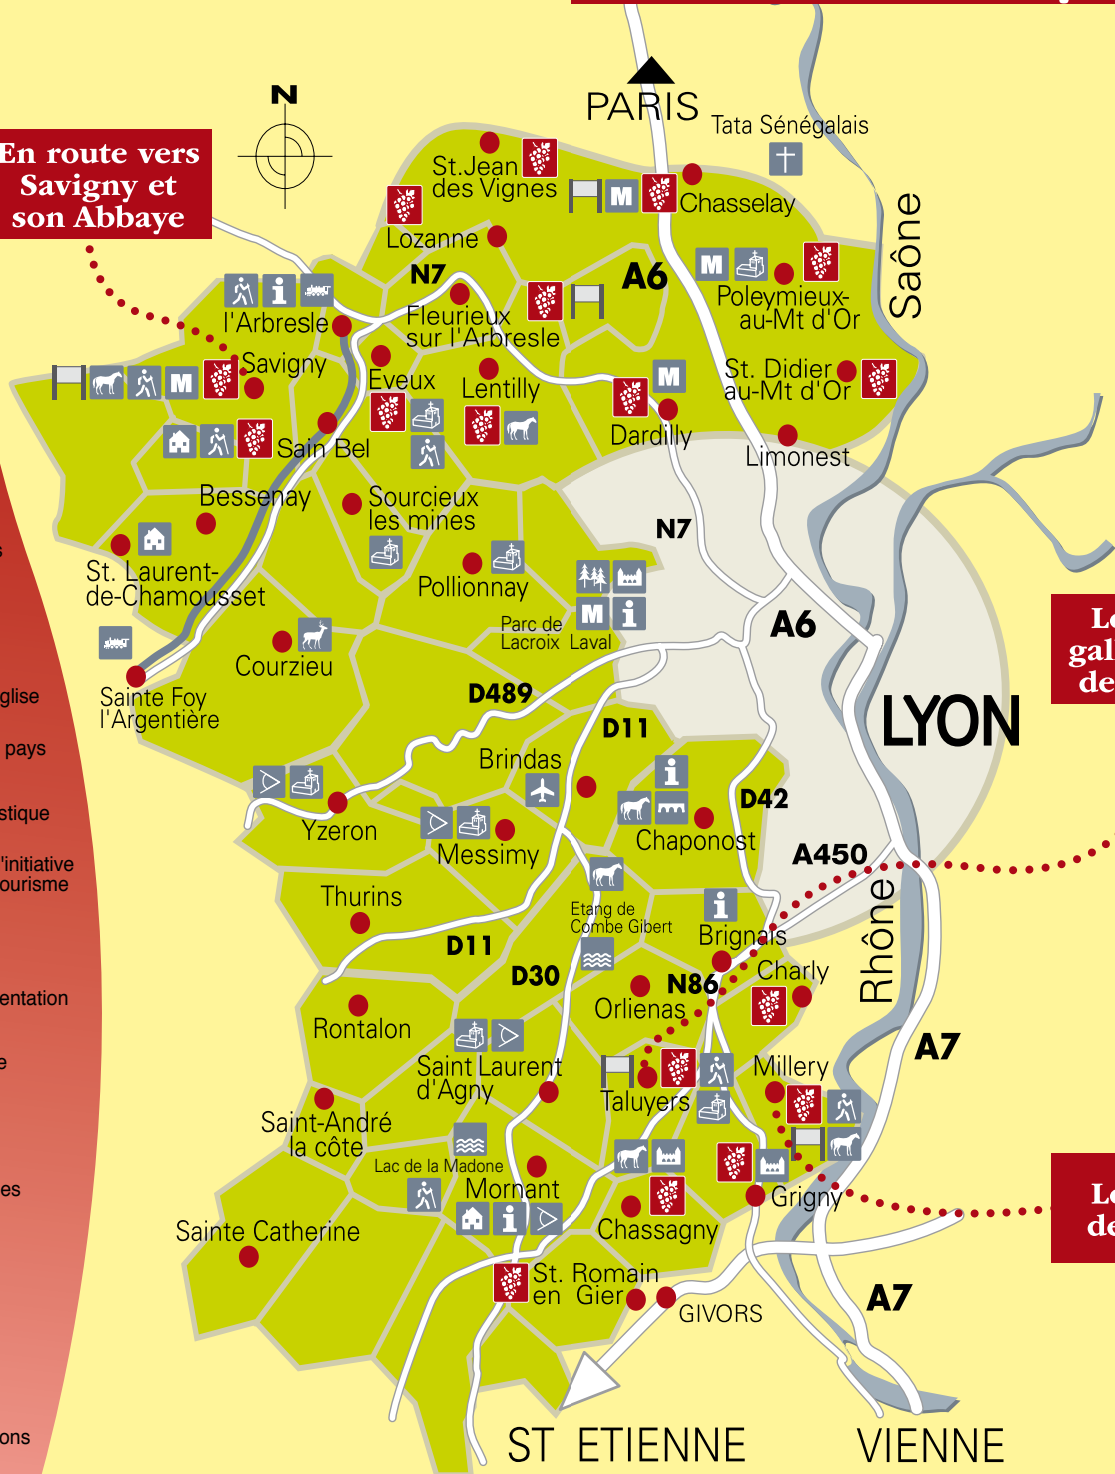 PARIS
N
Tata Sénégalais
En route vers
Savigny et
son Abbaye
St.Jean
des Vignes
M
Chasselay
Lozanne
Saône
N7
A6
M
Poleymieux-
au-Mt d'Or
i
l'Arbresle
Fleurieux
sur l'Arbresle
Savigny
M
Eveux
Lentilly
M
St. Didier
au-Mt d'Or
Dardilly
Limonest
Sain Bel
Bessenay
Sourcieux
les mines
N7
St. Laurent-
de-Chamousset
Pollionnay
Parc de
Lacroix Laval
M i
A6
Courzieu
Sainte Foy
l'Argentière
D489
D11
LYON
Brindas
i
D42
Yzeron
Messimy
Chaponost
A450
Thurins
Etang de
Combe Gibert
i
Brignais
Rhône
D11
D30
N86
Charly
Orlienas
Rontalon
A7
Saint Laurent
d'Agny
Taluyers
Millery
Saint-André
la côte
Lac de la Madone
Mornant
i
Grigny
Chassagny
Sainte Catherine
St. Romain
en Gier
GIVORS
A7
ST ETIENNE
VIENNE
glise
pays
stique
'initiative
ourisme
entation
e
es
ons
s
Le
gal
de
Le
de